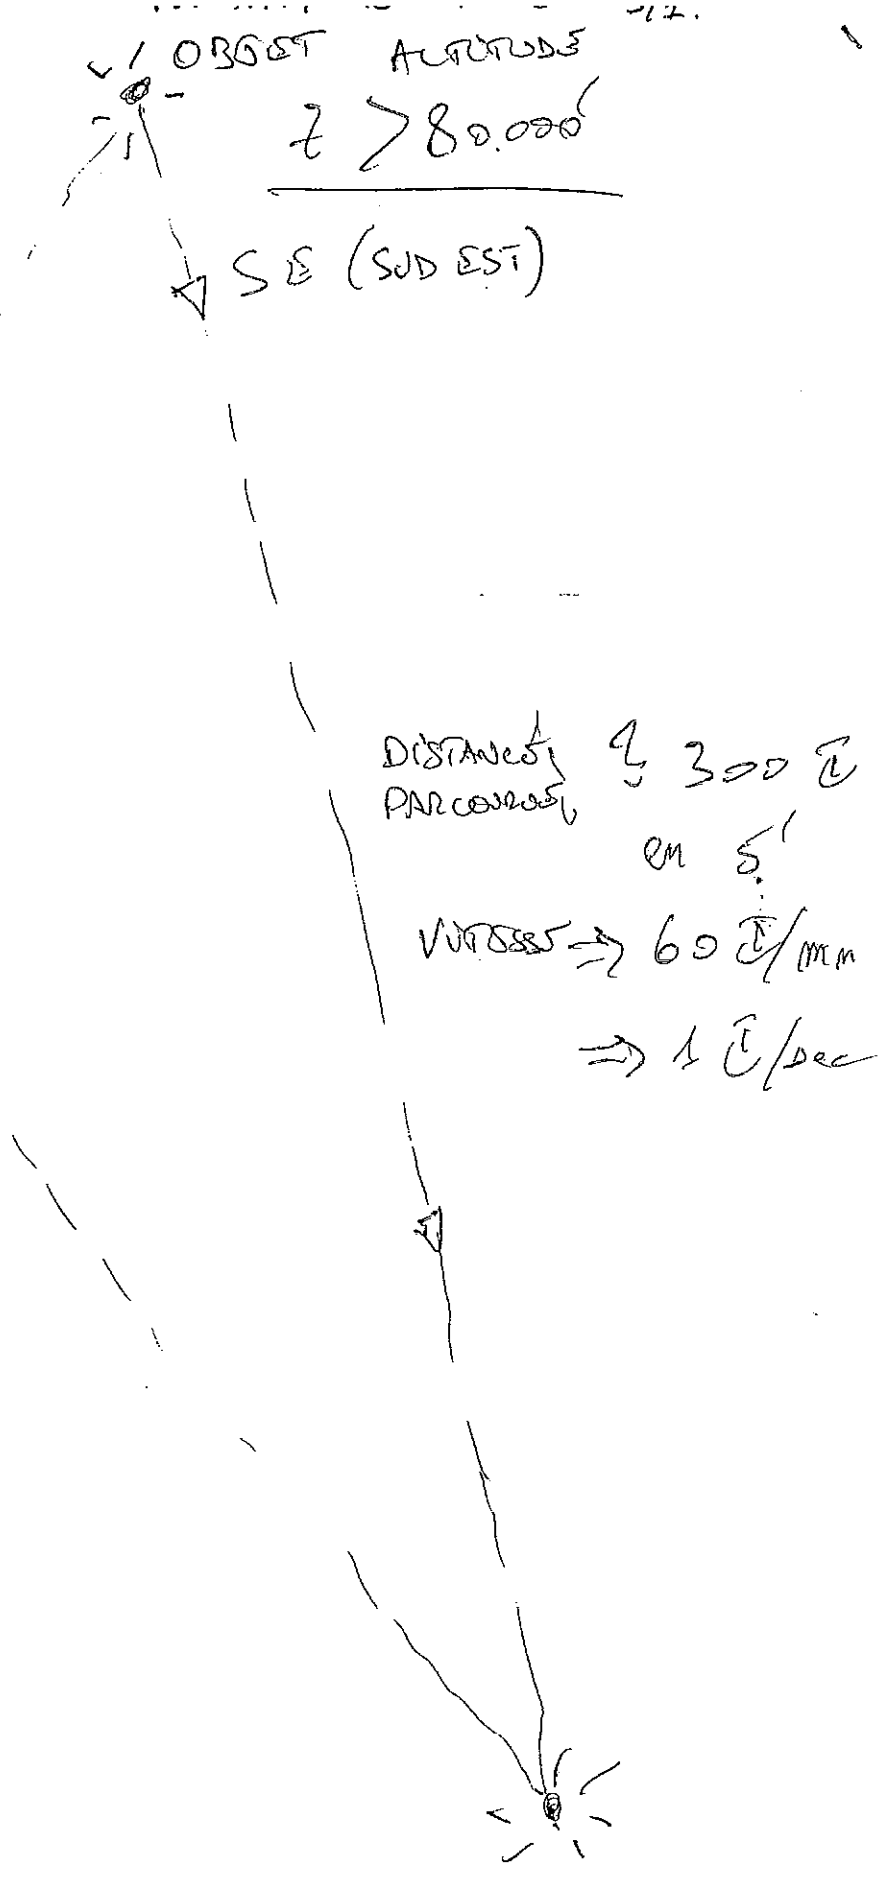 OBJET ALTITUDE
Z > 80.000'
SE (SUD EST)
DISTANCE 300
PARCOURUE
en 5'
VITESSE ⇒ 60 /mn
⇒ 1 /sec